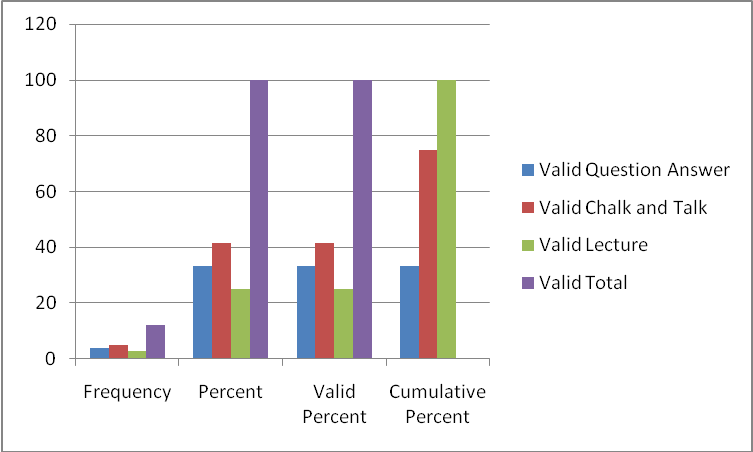 120
100
80
60
40
20
0
Frequency
Percent
Valid
Percent
Cumulative
Percent
Valid Question Answer
Valid Chalk and Talk
Valid Lecture
Valid Total